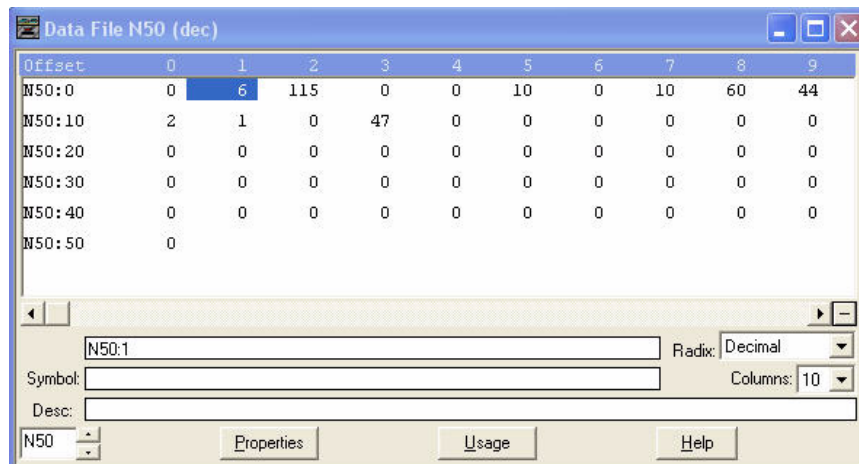 Data File N50 (dec)
Offset 0 1 2 3 4 5 6 7 8 9
N50:0 0 6 115 0 0 10 0 10 60 44
N50:10 2 1 0 47 0 0 0 0 0 0
N50:20 0 0 0 0 0 0 0 0 0 0
N50:30 0 0 0 0 0 0 0 0 0 0
N50:40 0 0 0 0 0 0 0 0 0 0
N50:50 0
N50:1 Radix: Decimal
Symbol: Columns: 10
Desc:
N50 Properties Usage Help